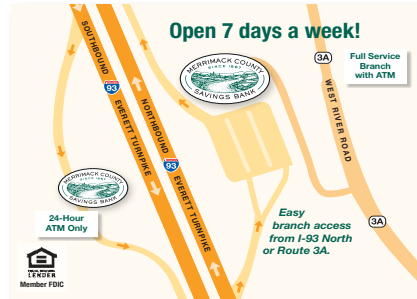 Open 7 days a week!
SOUTHBOUND
EVERETT TURNPIKE
93
NORTHBOUND
EVERETT TURNPIKE
93
MERRIMACK COUNTY
SINCE 1867
SAVINGS BANK
3A
Full Service
Branch
with ATM
WEST RIVER ROAD
3A
MERRIMACK COUNTY
SINCE 1867
SAVINGS BANK
24-Hour
ATM Only
Easy
branch access
from I-93 North
or Route 3A.
EQUAL HOUSING
LENDER
Member FDIC